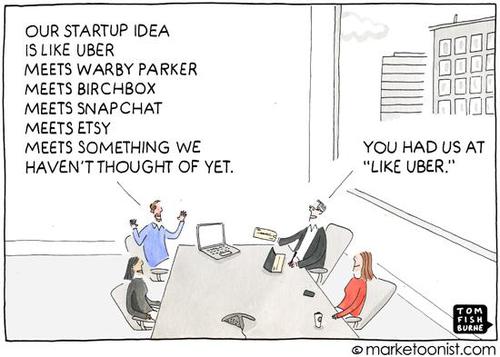 OUR STARTUP IDEA
IS LIKE UBER
MEETS WARBY PARKER
MEETS BIRCHBOX
MEETS SNAPCHAT
MEETS ETSY
MEETS SOMETHING WE
HAVEN'T THOUGHT OF YET.
YOU HAD US AT
"LIKE UBER."
TOM
FISH
BURNE
© marketoonist.com